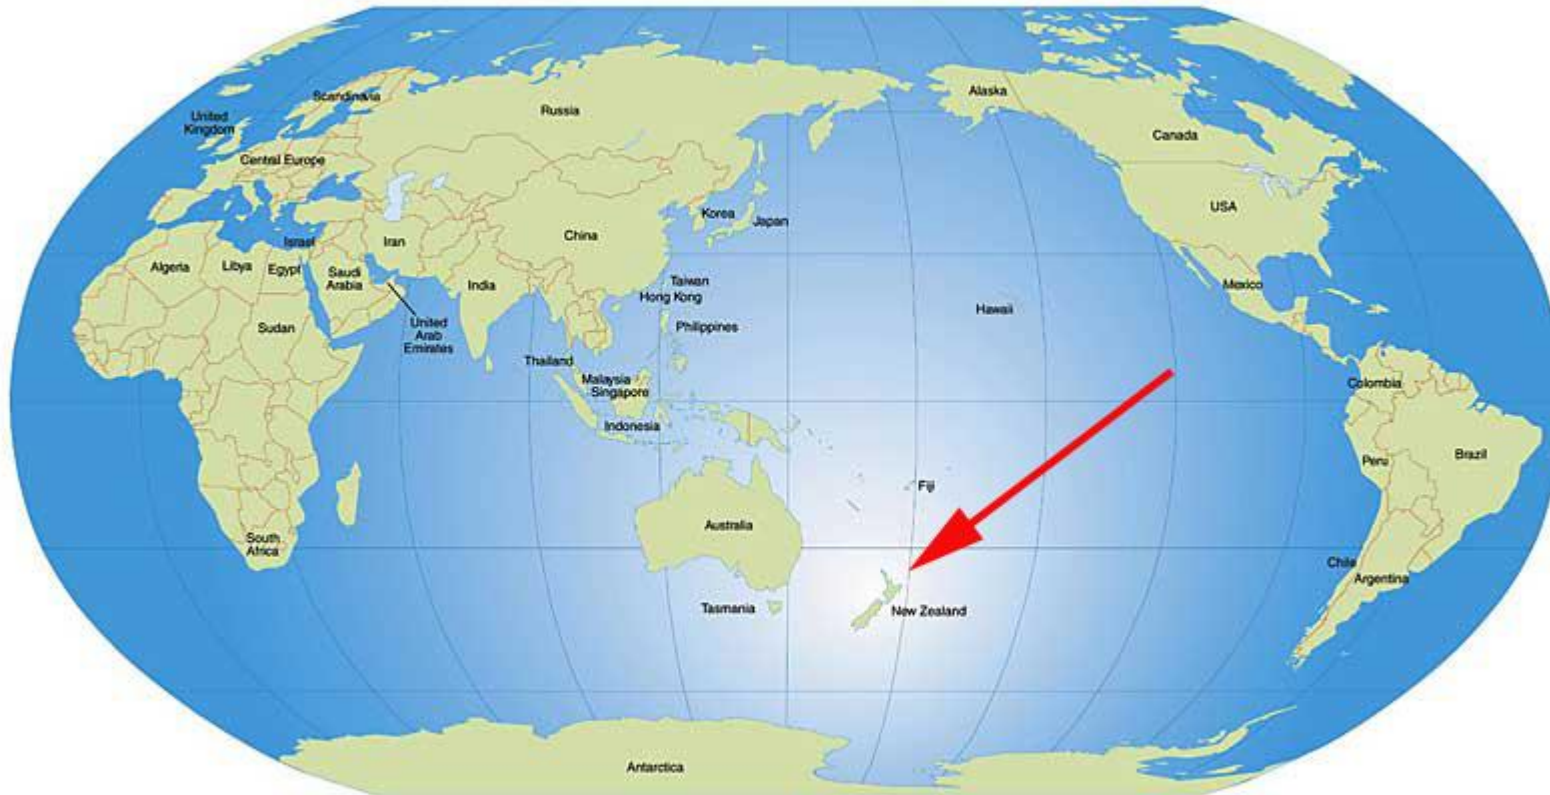 Alaska
Scandinavia
Russia
United
Kingdom
Canada
Central Europe
USA
Korea
Japan
China
Israel
Iran
Algeria
Libya
Egypt
Saudi
Arabia
India
Taiwan
Mexico
Hong Kong
Hawaii
Sudan
United
Arab
Emirates
Philippines
Thailand
Malaysia
Singapore
Colombia
Indonesia
Peru
Brazil
Fiji
Australia
South
Africa
Chile
Argentina
Tasmania
New Zealand
Antarctica